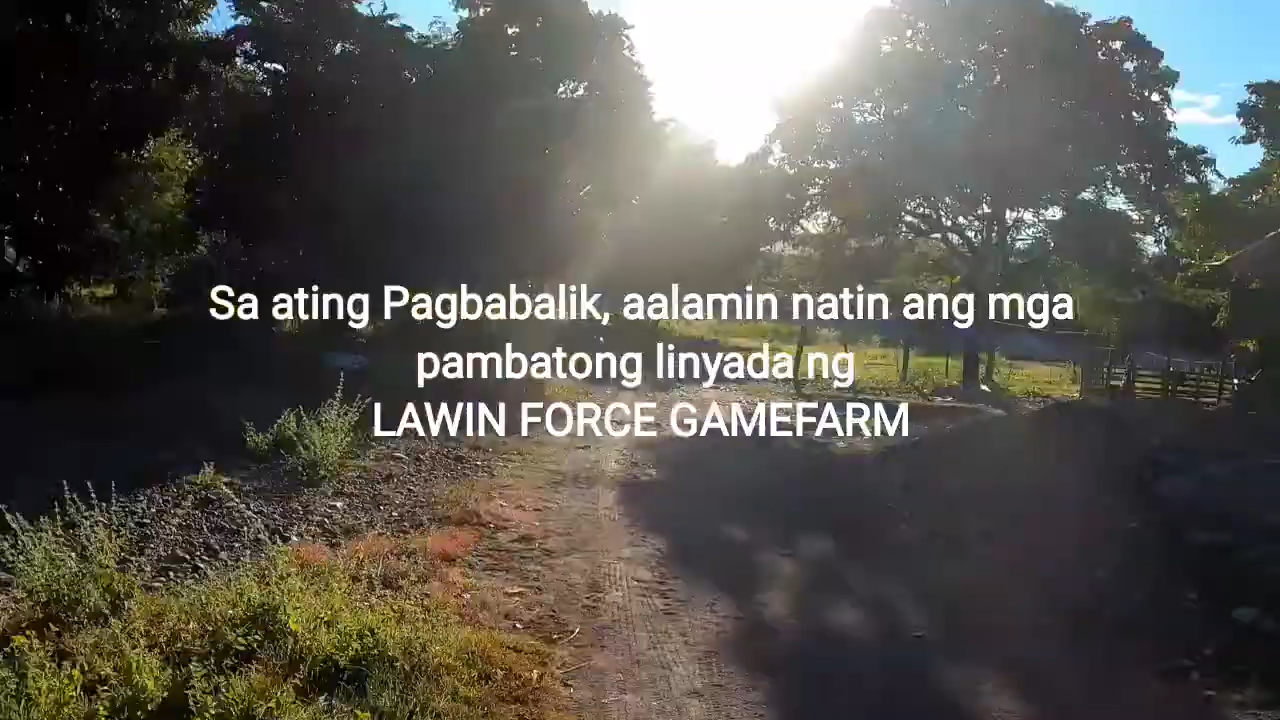 Sa ating Pagbabalik, aalamin natin ang mga
pambatong linyada ng
LAWIN FORCE GAMEFARM